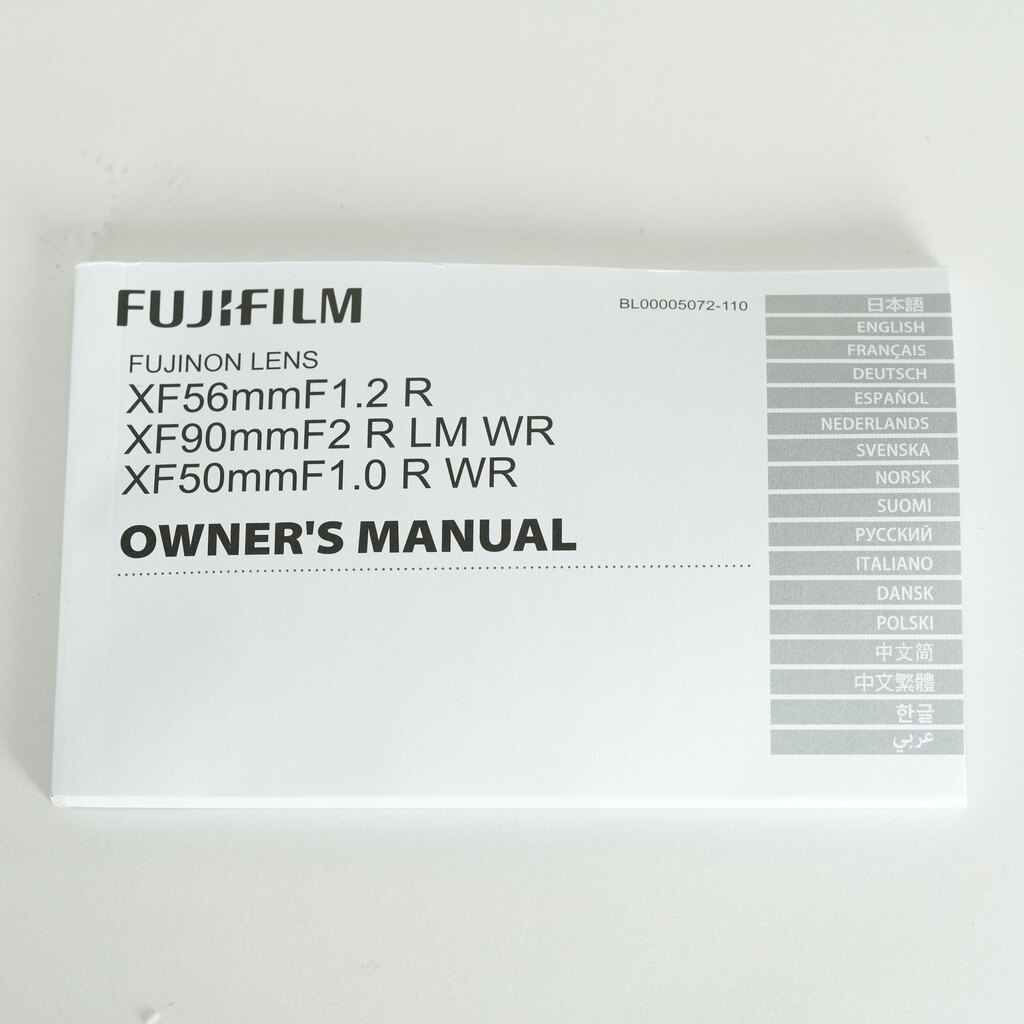 FUJIFILM
BL00005072-110
FUJINON LENS
XF56mmF1.2 R
XF90mmF2 R LM WR
XF50mmF1.0 R WR
OWNER'S MANUAL
日本語
ENGLISH
FRANÇAIS
DEUTSCH
ESPAÑOL
NEDERLANDS
SVENSKA
NORSK
SUOMI
РУССКИЙ
ITALIANO
DANSK
POLSKI
中文简
中文繁體
한글
عربي